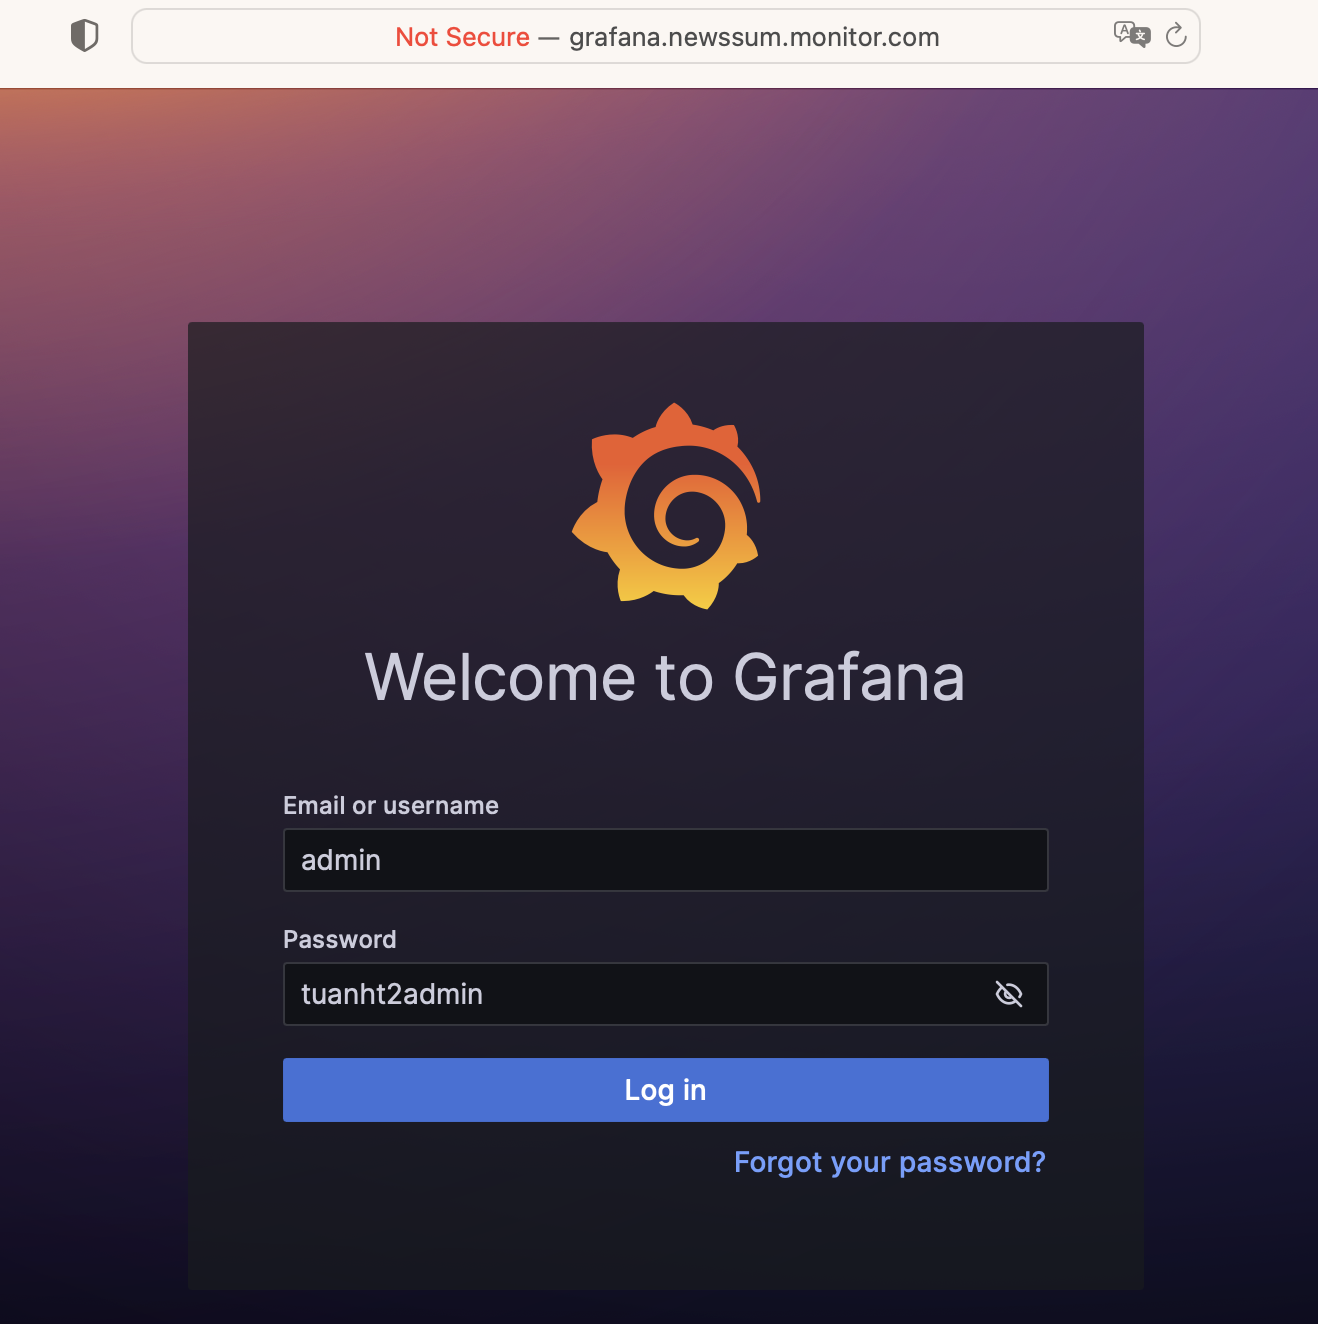 Not Secure — grafana.newssum.monitor.com
Welcome to Grafana
Email or username
admin
Password
tuanht2admin
Log in
Forgot your password?